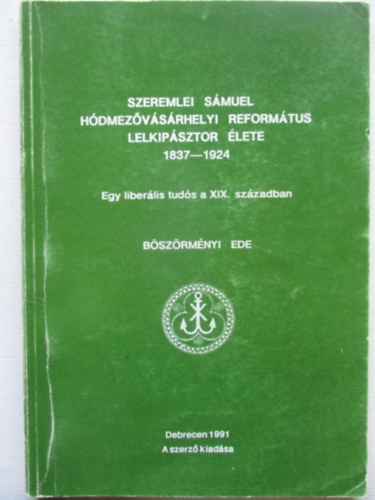 SZEREMLEI SÁMUEL
HÓDMEZŐVÁSÁRHELYI REFORMÁTUS
LELKIPÁSZTOR ÉLETE
1837—1924
Egy liberális tudós a XIX. században
BÖSZÖRMÉNYI EDE
Debrecen 1991
A szerző kiadása